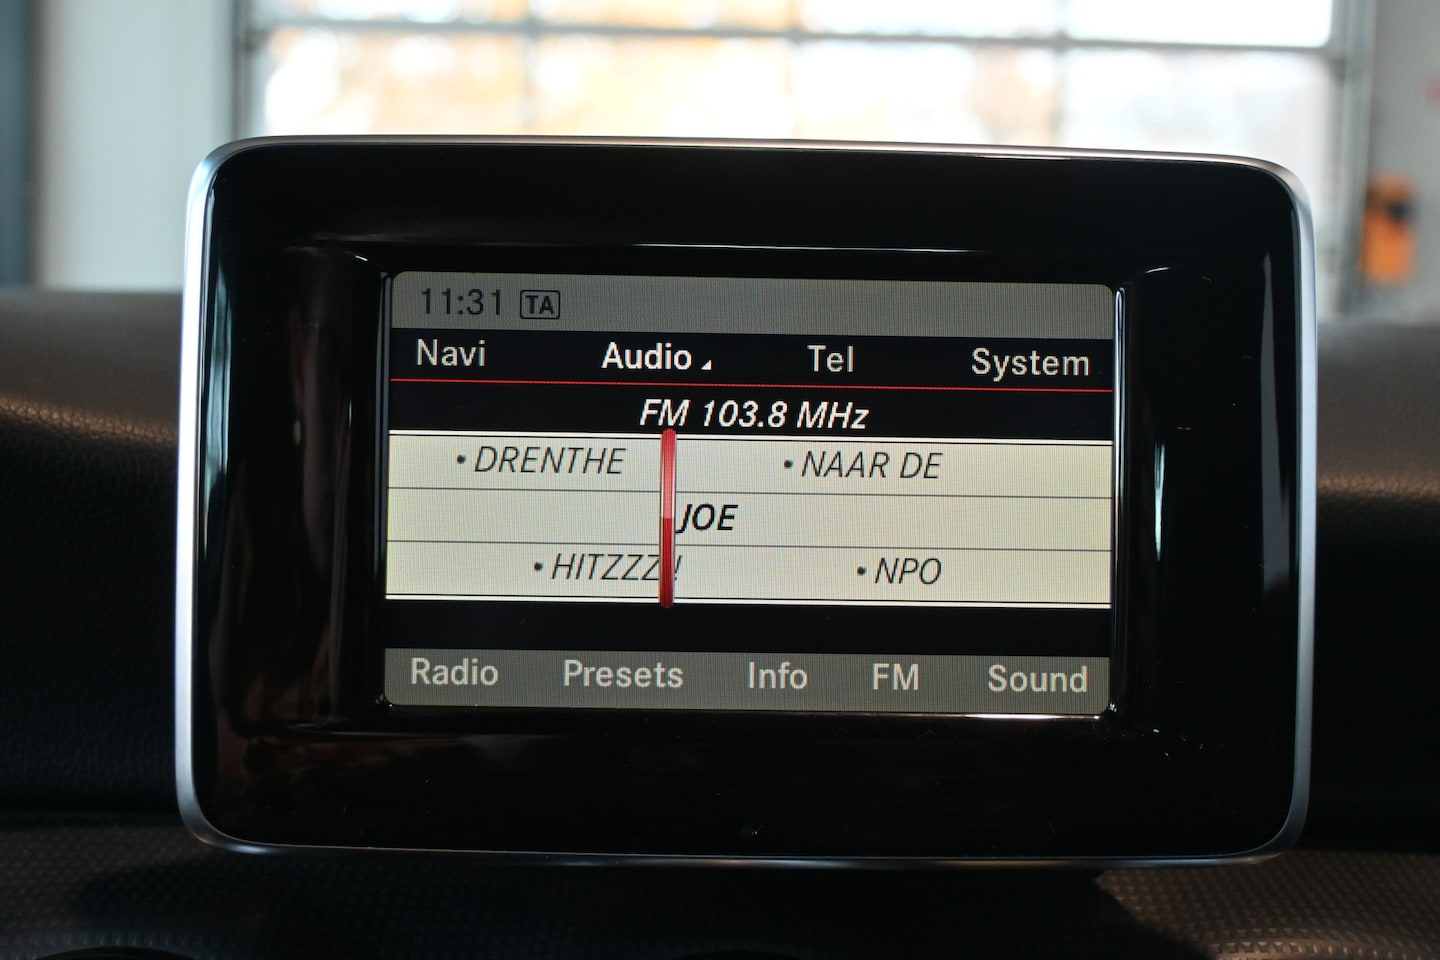 11:31 TA
Navi Audio Tel System
FM 103.8 MHz
• DRENTHE • NAAR DE
JOE
• HITZZZ! • NPO
Radio Presets Info FM Sound